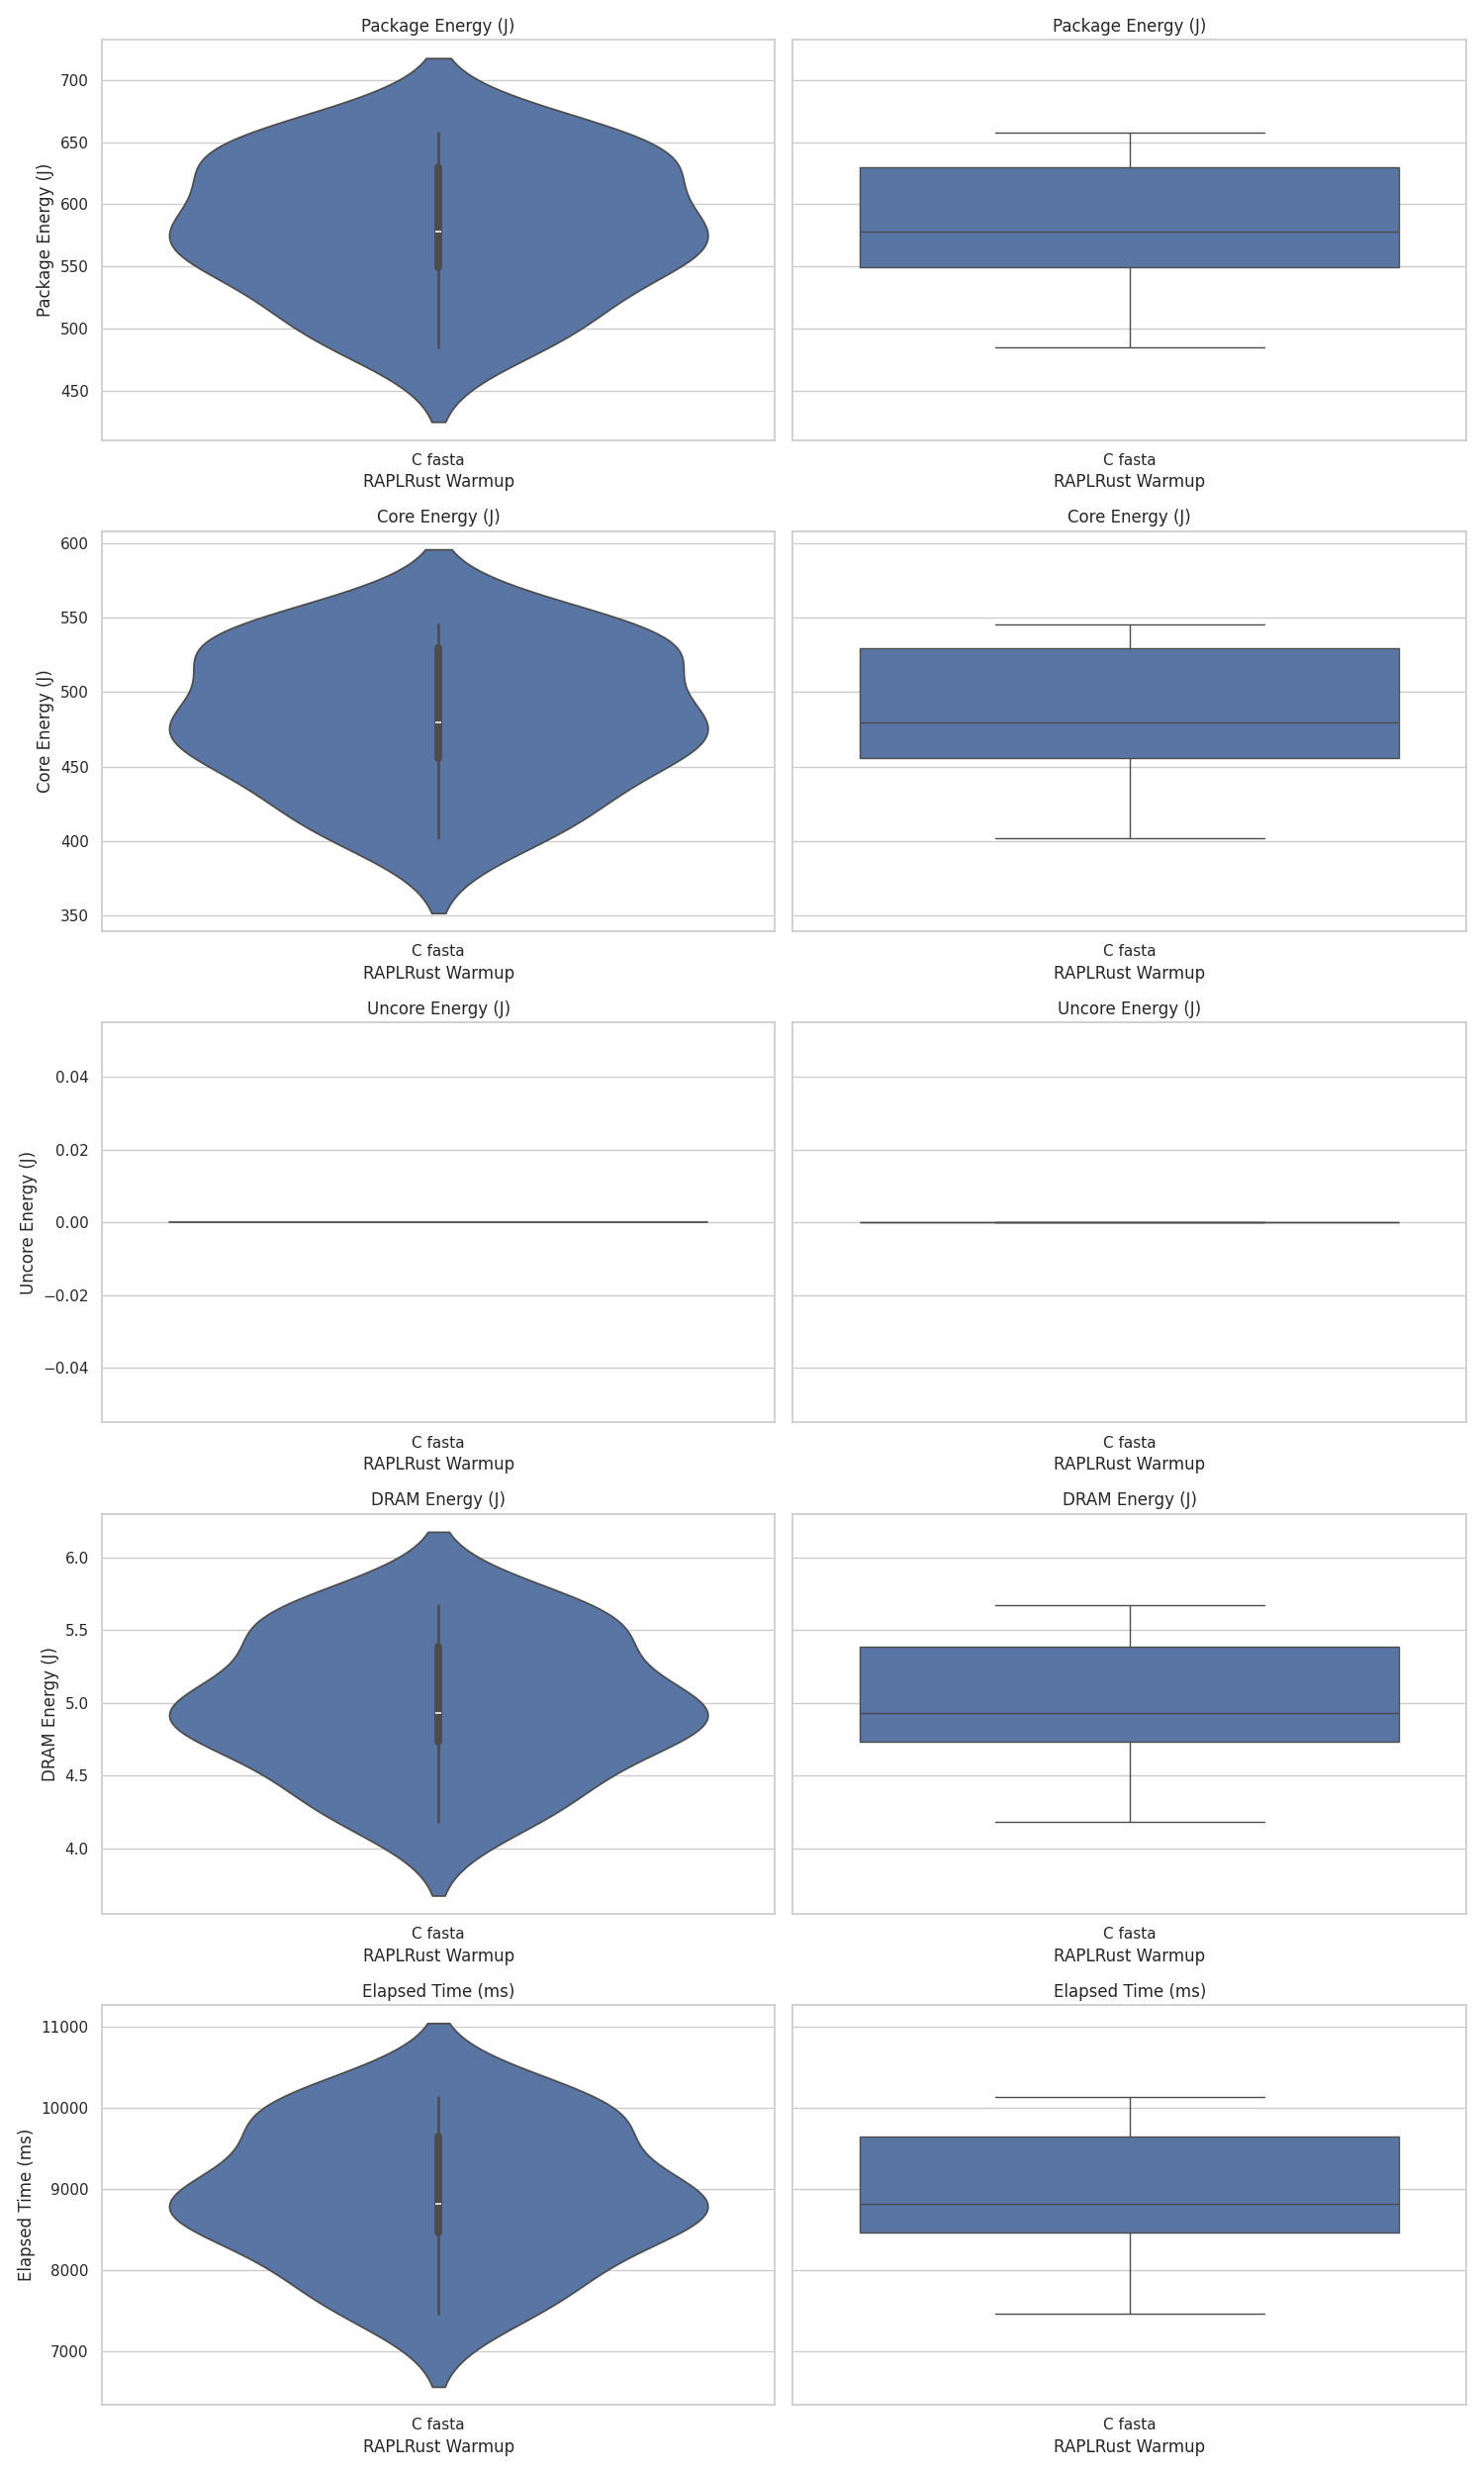 Package Energy (J)
Package Energy (J)
Package Energy (J)
700
650
600
550
500
450
C fasta
C fasta
RAPLRust Warmup
RAPLRust Warmup
Core Energy (J)
Core Energy (J)
Core Energy (J)
600
550
500
450
400
350
C fasta
C fasta
RAPLRust Warmup
RAPLRust Warmup
Uncore Energy (J)
Uncore Energy (J)
Uncore Energy (J)
0.04
0.02
0.00
−0.02
−0.04
C fasta
C fasta
RAPLRust Warmup
RAPLRust Warmup
DRAM Energy (J)
DRAM Energy (J)
DRAM Energy (J)
6.0
5.5
5.0
4.5
4.0
C fasta
C fasta
RAPLRust Warmup
RAPLRust Warmup
Elapsed Time (ms)
Elapsed Time (ms)
Elapsed Time (ms)
11000
10000
9000
8000
7000
C fasta
C fasta
RAPLRust Warmup
RAPLRust Warmup